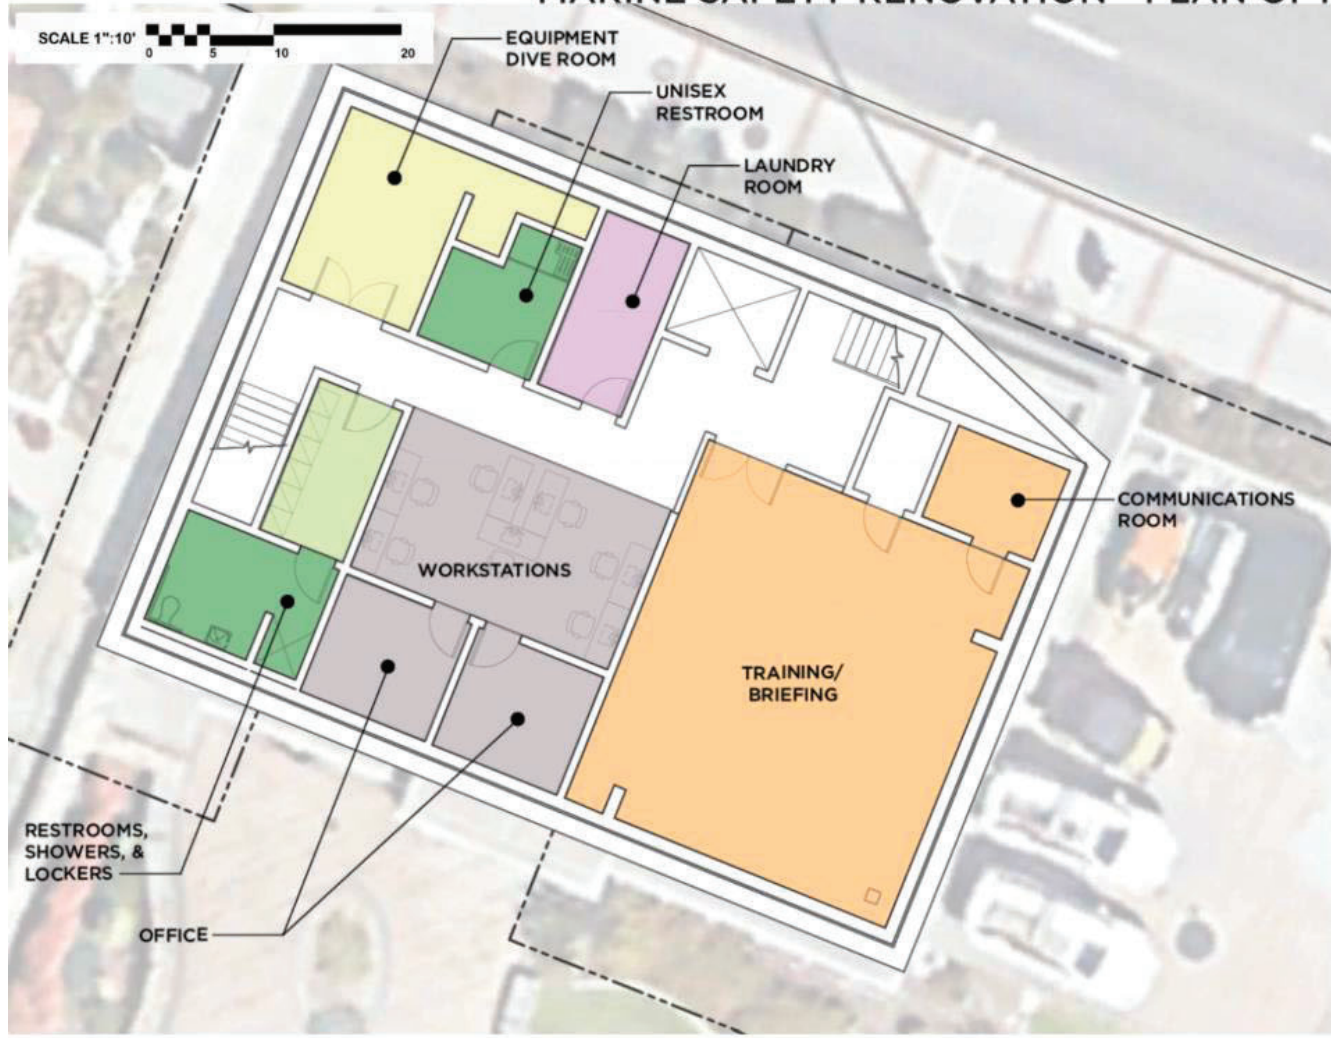 SCALE 1":10'
0 5 10 20
EQUIPMENT
DIVE ROOM
UNISEX
RESTROOM
LAUNDRY
ROOM
COMMUNICATIONS
ROOM
WORKSTATIONS
TRAINING/
BRIEFING
RESTROOMS,
SHOWERS, &
LOCKERS
OFFICE